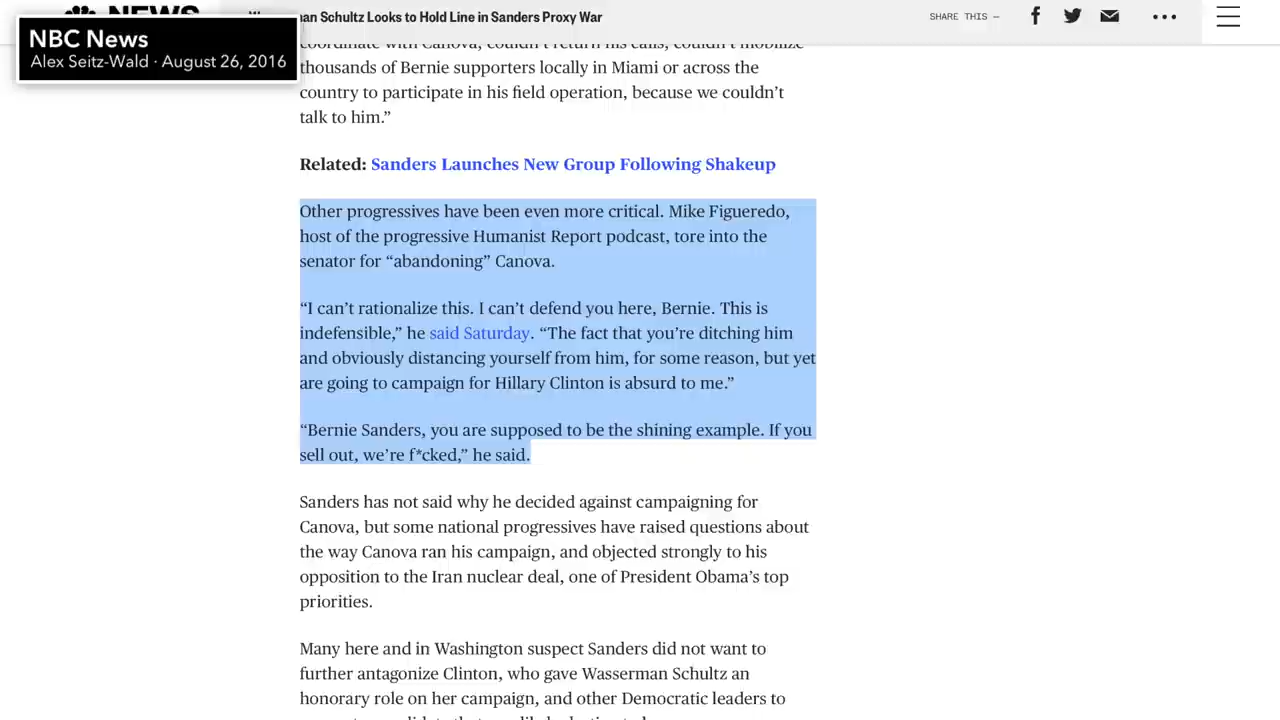 NEWS
man Schultz Looks to Hold Line in Sanders Proxy War
SHARE THIS —
NBC News
Alex Seitz-Wald · August 26, 2016
coordinate with Canova, couldn’t return his calls, couldn’t mobilize
thousands of Bernie supporters locally in Miami or across the
country to participate in his field operation, because we couldn’t
talk to him.”
Related: Sanders Launches New Group Following Shakeup
Other progressives have been even more critical. Mike Figueredo,
host of the progressive Humanist Report podcast, tore into the
senator for “abandoning” Canova.
“I can’t rationalize this. I can’t defend you here, Bernie. This is
indefensible,” he said Saturday. “The fact that you’re ditching him
and obviously distancing yourself from him, for some reason, but yet
are going to campaign for Hillary Clinton is absurd to me.”
“Bernie Sanders, you are supposed to be the shining example. If you
sell out, we’re f*cked,” he said.
Sanders has not said why he decided against campaigning for
Canova, but some national progressives have raised questions about
the way Canova ran his campaign, and objected strongly to his
opposition to the Iran nuclear deal, one of President Obama’s top
priorities.
Many here and in Washington suspect Sanders did not want to
further antagonize Clinton, who gave Wasserman Schultz an
honorary role on her campaign, and other Democratic leaders to